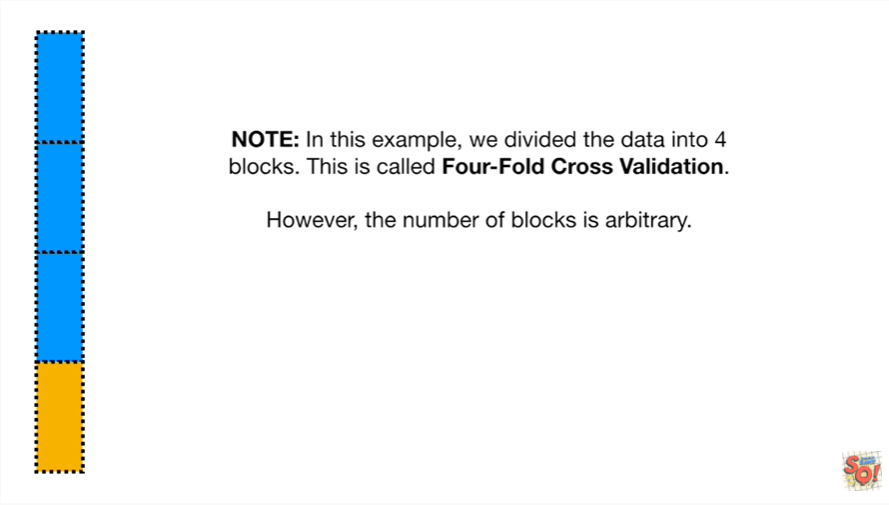 NOTE: In this example, we divided the data into 4
blocks. This is called Four-Fold Cross Validation.
However, the number of blocks is arbitrary.
SQ!